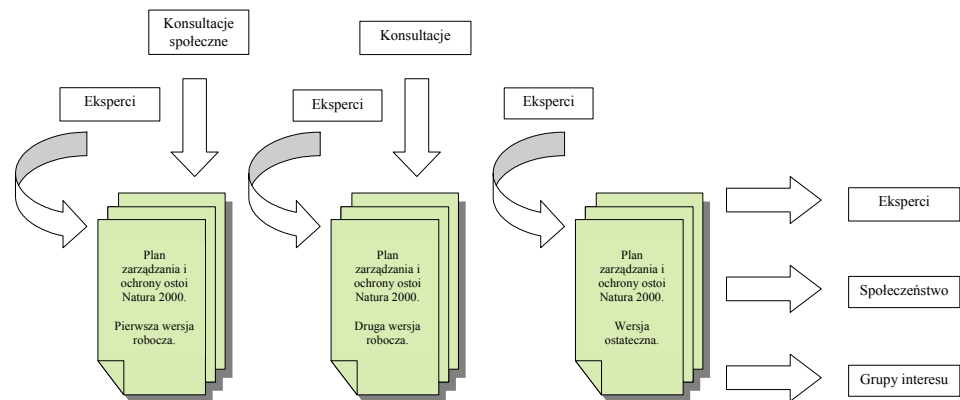 Konsultacje
społeczne
Konsultacje
Eksperci
Eksperci
Eksperci
Plan
zarządzania i
ochrony ostoi
Natura 2000.
Pierwsza wersja
robocza.
Plan
zarządzania i
ochrony ostoi
Natura 2000.
Druga wersja
robocza.
Plan
zarządzania i
ochrony ostoi
Natura 2000.
Wersja
ostateczna.
Eksperci
Społeczeństwo
Grupy interesu